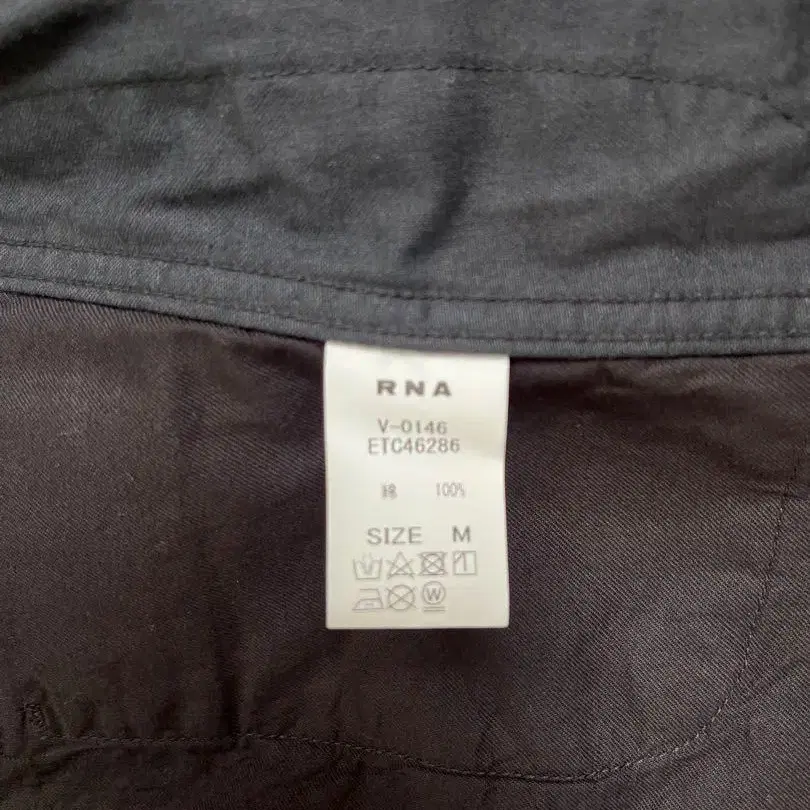 RNA
V-0146
ETC46286
綿 100%
SIZE M
W